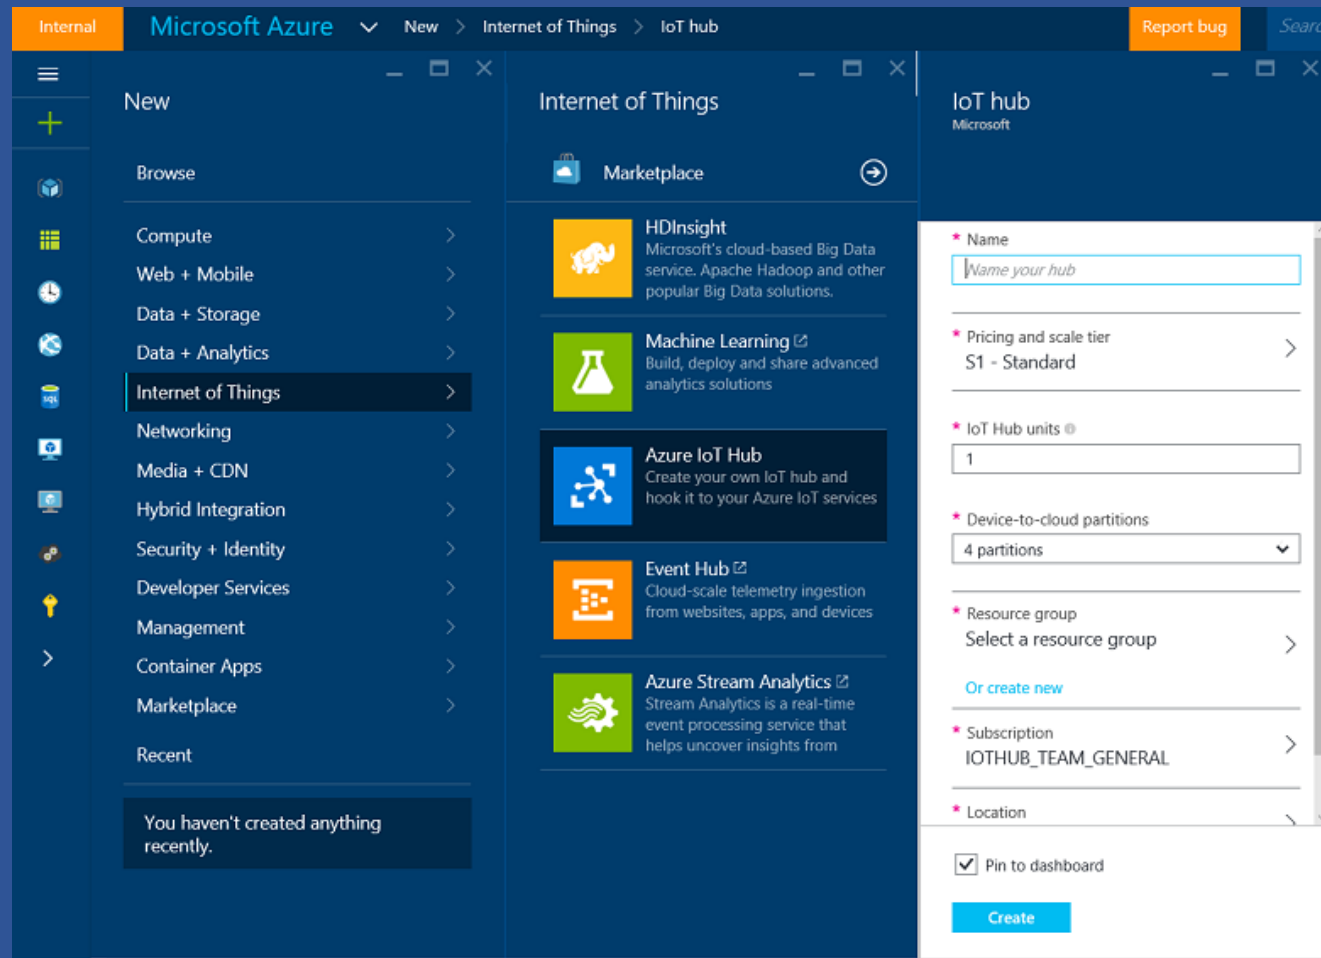 Internal
Microsoft Azure
New > Internet of Things > IoT hub
Report bug
New
Browse
Compute
Web + Mobile
Data + Storage
Data + Analytics
Internet of Things
Networking
Media + CDN
Hybrid Integration
Security + Identity
Developer Services
Management
Container Apps
Marketplace
Recent
You haven't created anything
recently.
Internet of Things
Marketplace
HDInsight
Microsoft's cloud-based Big Data
service. Apache Hadoop and other
popular Big Data solutions.
Machine Learning
Build, deploy and share advanced
analytics solutions
Azure IoT Hub
Create your own IoT hub and
hook it to your Azure IoT services
Event Hub
Cloud-scale telemetry ingestion
from websites, apps, and devices
Azure Stream Analytics
Stream Analytics is a real-time
event processing service that
helps uncover insights from
IoT hub
Microsoft
* Name
Name your hub
* Pricing and scale tier
S1 - Standard
* IoT Hub units
1
* Device-to-cloud partitions
4 partitions
* Resource group
Select a resource group
Or create new
* Subscription
IOTHUB_TEAM_GENERAL
* Location
Pin to dashboard
Create